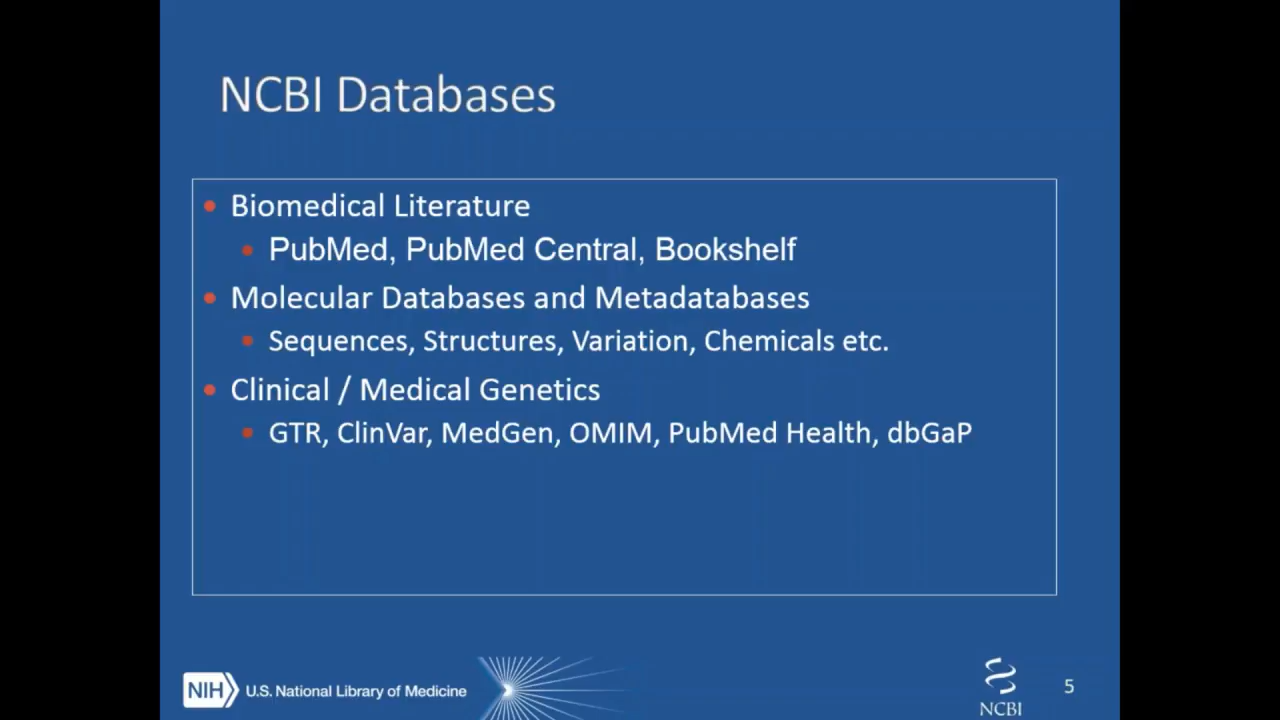 NCBI Databases
• Biomedical Literature
• PubMed, PubMed Central, Bookshelf
• Molecular Databases and Metadatabases
• Sequences, Structures, Variation, Chemicals etc.
• Clinical / Medical Genetics
• GTR, ClinVar, MedGen, OMIM, PubMed Health, dbGaP
NIH U.S. National Library of Medicine
NCBI
5